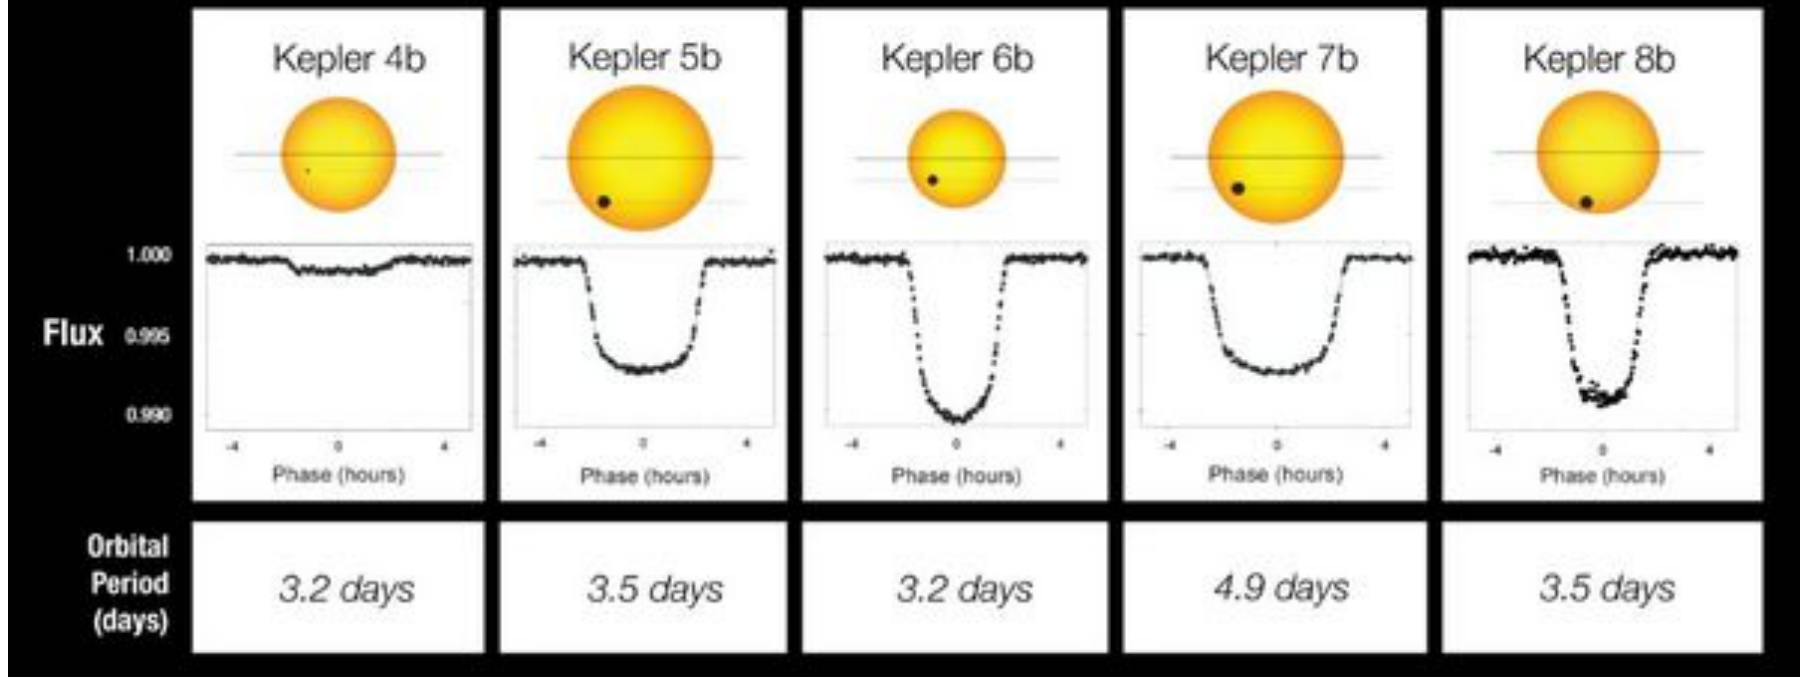 Kepler 4b
Kepler 5b
Kepler 6b
Kepler 7b
Kepler 8b
1.000
Flux
0.995
0.990
-4 0 4
-4 0 4
-4 0 4
-4 0 4
-4 0 4
Phase (hours)
Phase (hours)
Phase (hours)
Phase (hours)
Phase (hours)
Orbital
Period
(days)
3.2 days
3.5 days
3.2 days
4.9 days
3.5 days